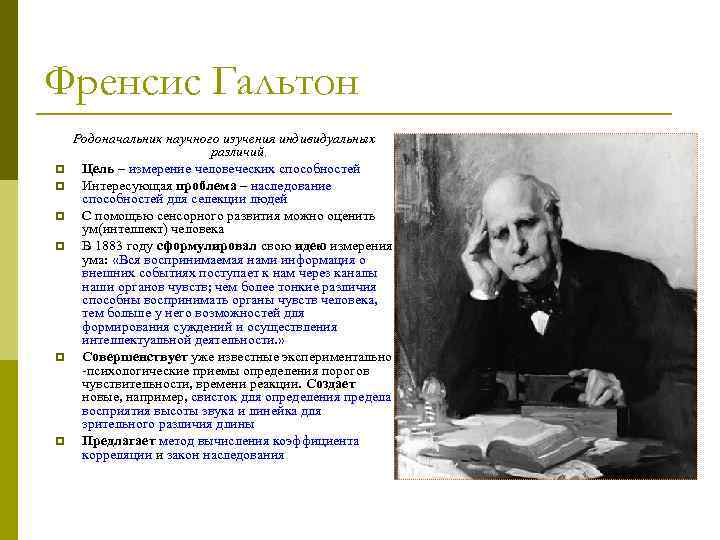 Френсис Гальтон
Родоначальник научного изучения индивидуальных
различий.
Цель – измерение человеческих способностей
Интересующая проблема – наследование
способностей для селекции людей
С помощью сенсорного развития можно оценить
ум(интеллект) человека
В 1883 году сформулировал свою идею измерения
ума: «Вся воспринимаемая нами информация о
внешних событиях поступает к нам через каналы
наши органов чувств; чем более тонкие различия
способны воспринимать органы чувств человека,
тем больше у него возможностей для
формирования суждений и осуществления
интеллектуальной деятельности.»
Совершенствует уже известные экспериментально
-психологические приемы определения порогов
чувствительности, времени реакции. Создает
новые, например, свисток для определения предела
восприятия высоты звука и линейка для
зрительного различия длины
Предлагает метод вычисления коэффициента
корреляции и закон наследования